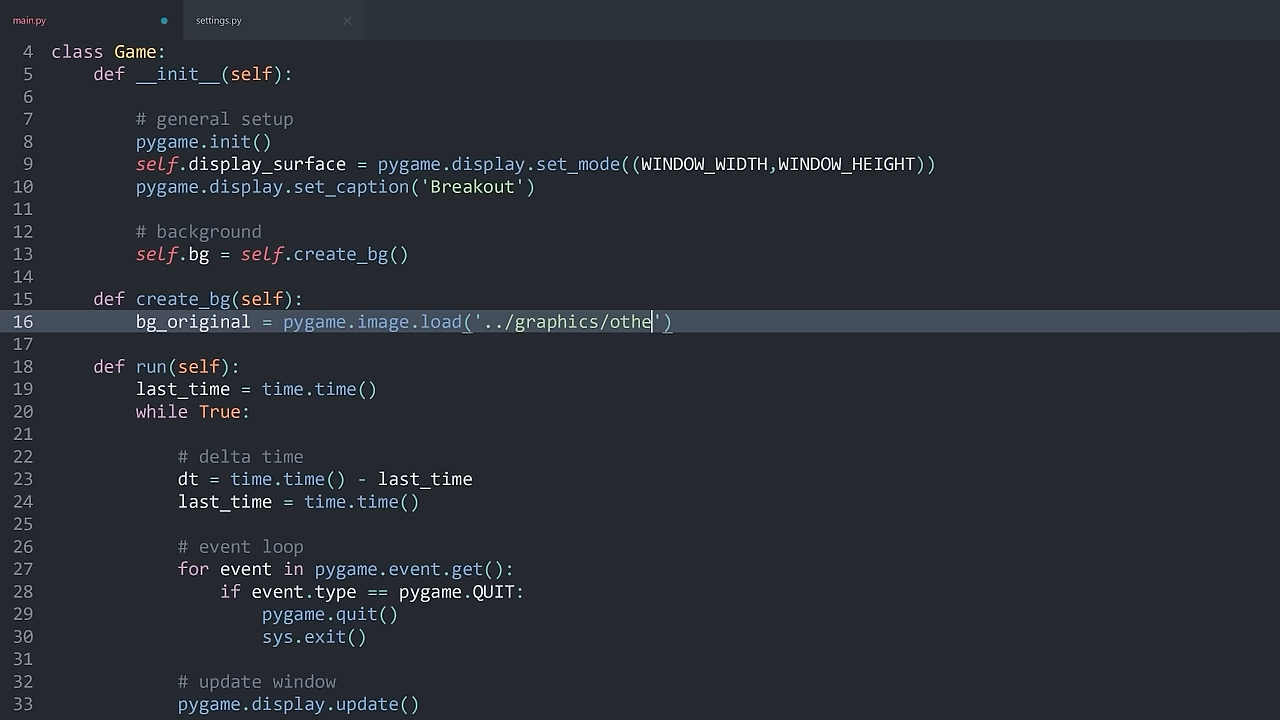 main.py
settings.py
4 class Game:
5     def __init__(self):
6
7         # general setup
8         pygame.init()
9         self.display_surface = pygame.display.set_mode((WINDOW_WIDTH,WINDOW_HEIGHT))
10         pygame.display.set_caption('Breakout')
11
12         # background
13         self.bg = self.create_bg()
14
15     def create_bg(self):
16         bg_original = pygame.image.load('../graphics/othe')
17
18     def run(self):
19         last_time = time.time()
20         while True:
21
22             # delta time
23             dt = time.time() - last_time
24             last_time = time.time()
25
26             # event loop
27             for event in pygame.event.get():
28                 if event.type == pygame.QUIT:
29                     pygame.quit()
30                     sys.exit()
31
32             # update window
33             pygame.display.update()